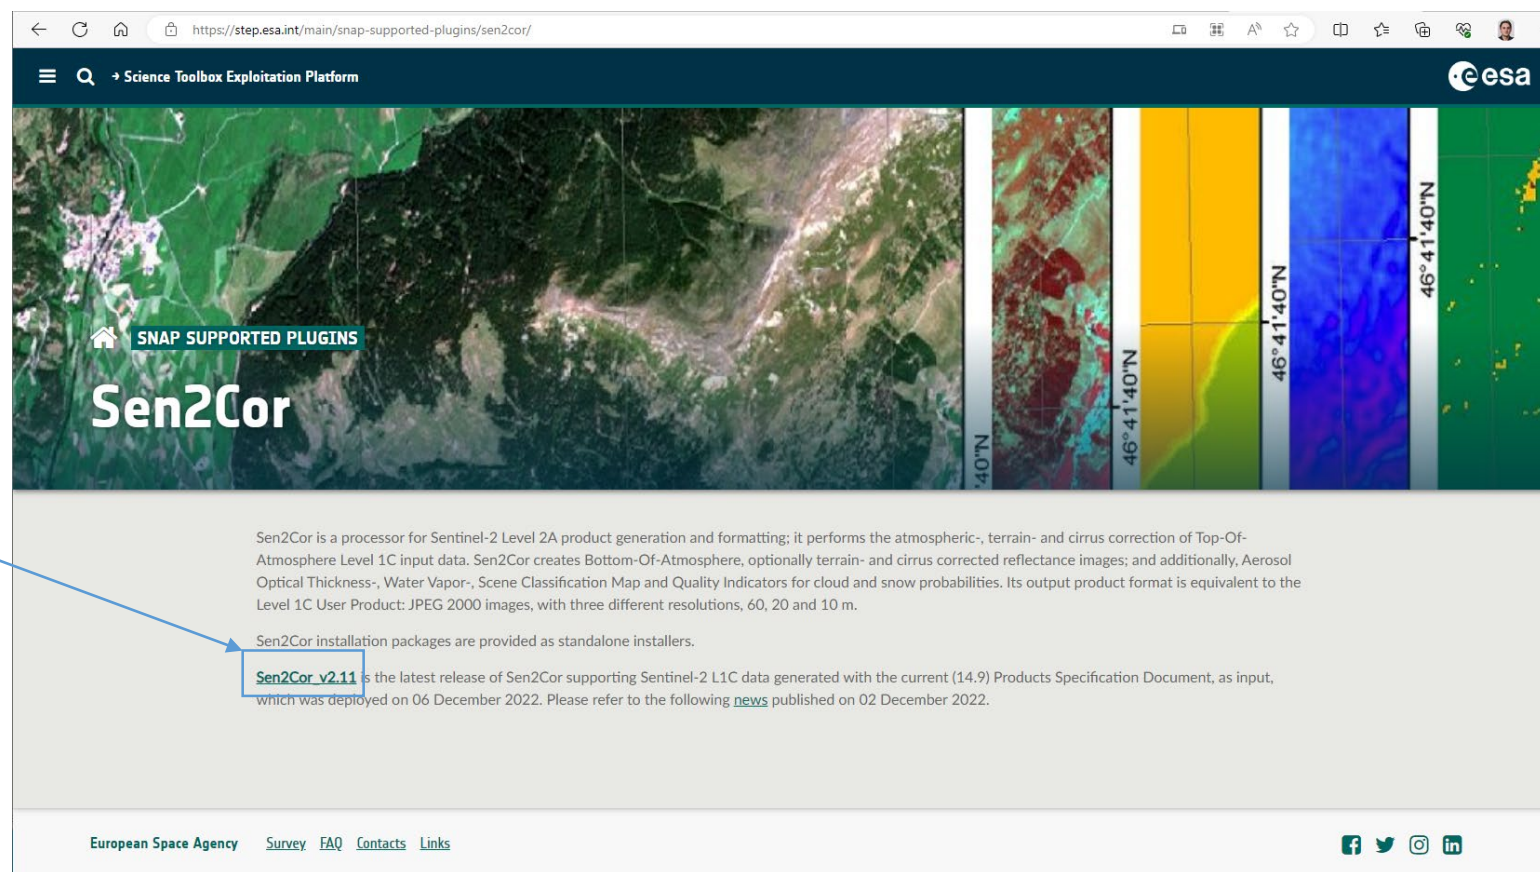 https://step.esa.int/main/snap-supported-plugins/sen2cor/
→ Science Toolbox Exploitation Platform
esa
46°41'40"N
46°41'40"N
46°41'40"N
'40"N
SNAP SUPPORTED PLUGINS
Sen2Cor
Sen2Cor is a processor for Sentinel-2 Level 2A product generation and formatting; it performs the atmospheric-, terrain- and cirrus correction of Top-Of-
Atmosphere Level 1C input data. Sen2Cor creates Bottom-Of-Atmosphere, optionally terrain- and cirrus corrected reflectance images; and additionally, Aerosol
Optical Thickness-, Water Vapor-, Scene Classification Map and Quality Indicators for cloud and snow probabilities. Its output product format is equivalent to the
Level 1C User Product: JPEG 2000 images, with three different resolutions, 60, 20 and 10 m.
Sen2Cor installation packages are provided as standalone installers.
Sen2Cor_v2.11 is the latest release of Sen2Cor supporting Sentinel-2 L1C data generated with the current (14.9) Products Specification Document, as input,
which was deployed on 06 December 2022. Please refer to the following news published on 02 December 2022.
European Space Agency Survey FAQ Contacts Links